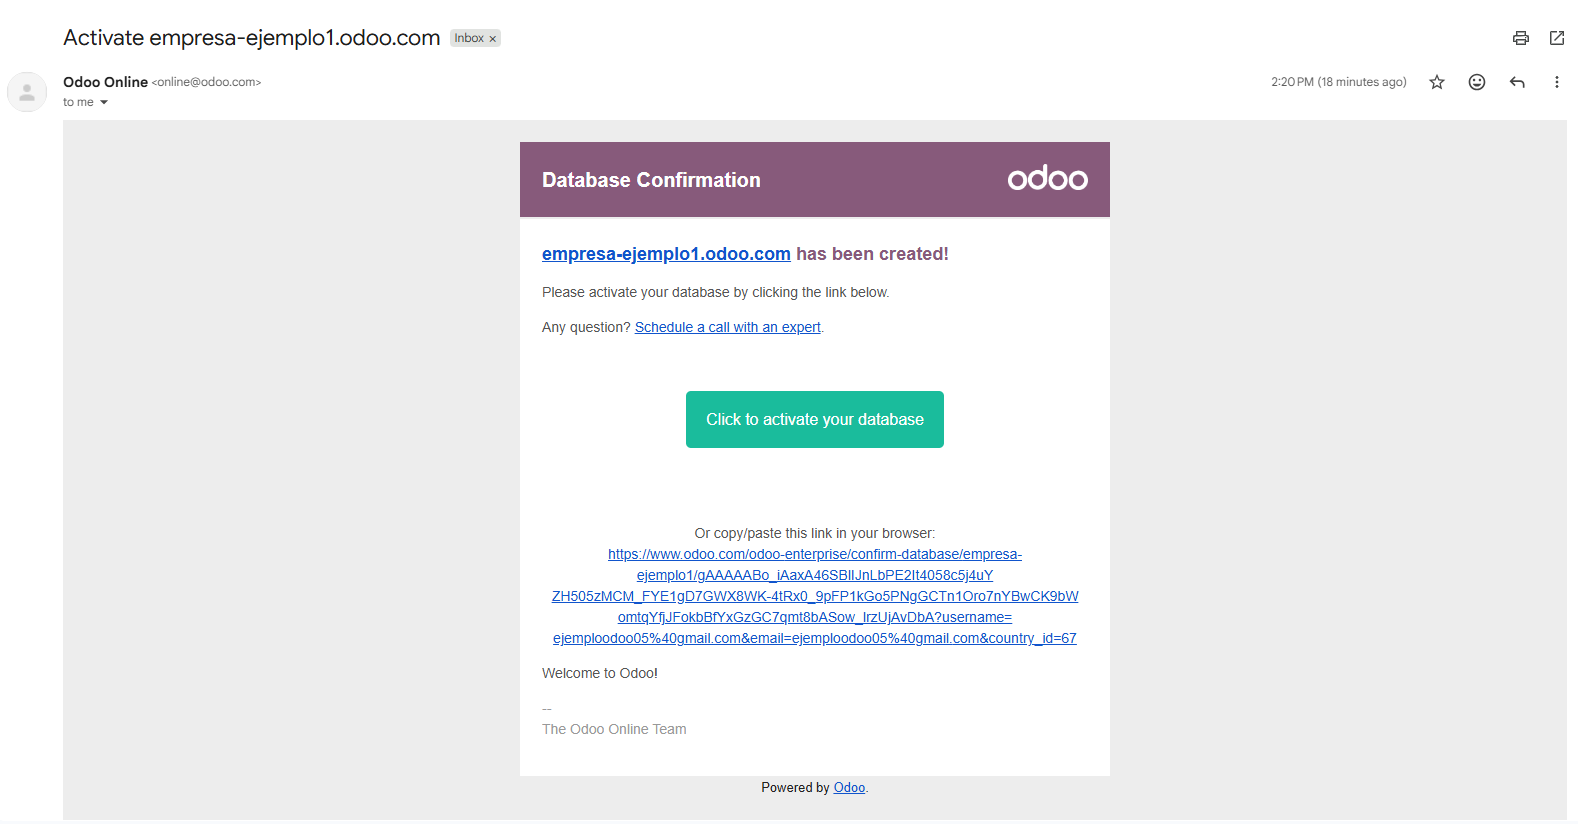 Activate empresa-ejemplo1.odoo.com Inbox ×
Odoo Online <online@odoo.com> 2:20 PM (18 minutes ago)
to me
Database Confirmation odoo
empresa-ejemplo1.odoo.com has been created!
Please activate your database by clicking the link below.
Any question? Schedule a call with an expert.
Click to activate your database
Or copy/paste this link in your browser:
https://www.odoo.com/odoo-enterprise/confirm-database/empresa-
ejemplo1/gAAAAABo_iAaxA46SBlIJnLbPE2It4058c5j4uY
ZH505zMCM_FYE1gD7GWX8WK-4tRx0_9pFP1kGo5PNgGCTn1Oro7nYBwCK9bW
omtqYfjJFokbBfYxGzGC7qmt8bASow_lrzUjAvDbA?username=
ejemploodoo05%40gmail.com&email=ejemploodoo05%40gmail.com&country_id=67
Welcome to Odoo!
--
The Odoo Online Team
Powered by Odoo.